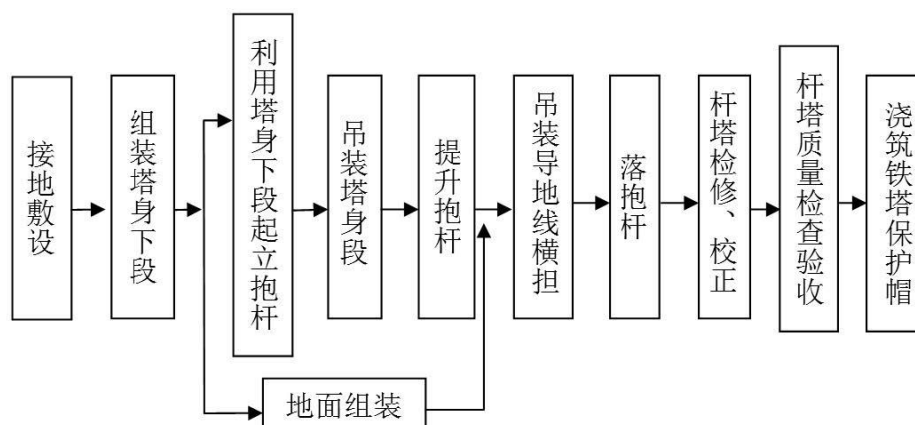 接地敷设
组装塔身下段
利用塔身下段起立抱杆
吊装塔身段
提升抱杆
吊装导地线横担
落抱杆
杆塔检修、校正
杆塔质量检查验收
浇筑铁塔保护帽
地面组装